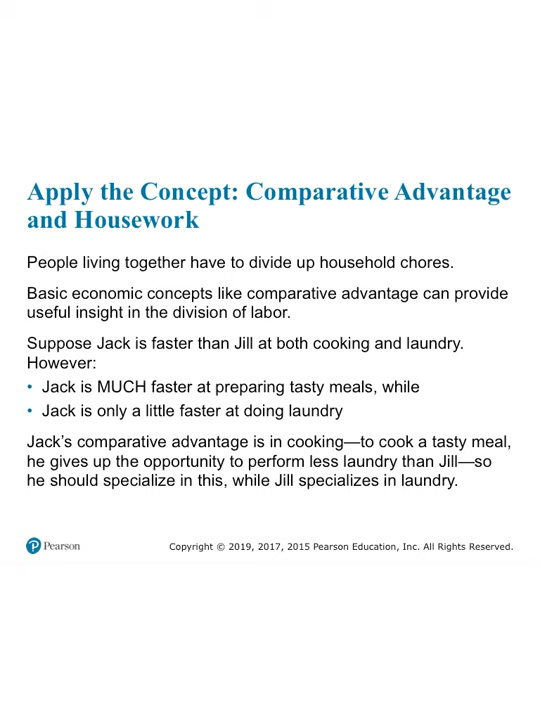 Apply the Concept: Comparative Advantage
and Housework
People living together have to divide up household chores.
Basic economic concepts like comparative advantage can provide
useful insight in the division of labor.
Suppose Jack is faster than Jill at both cooking and laundry.
However:
• Jack is MUCH faster at preparing tasty meals, while
• Jack is only a little faster at doing laundry
Jack’s comparative advantage is in cooking—to cook a tasty meal,
he gives up the opportunity to perform less laundry than Jill—so
he should specialize in this, while Jill specializes in laundry.
Pearson
Copyright © 2019, 2017, 2015 Pearson Education, Inc. All Rights Reserved.